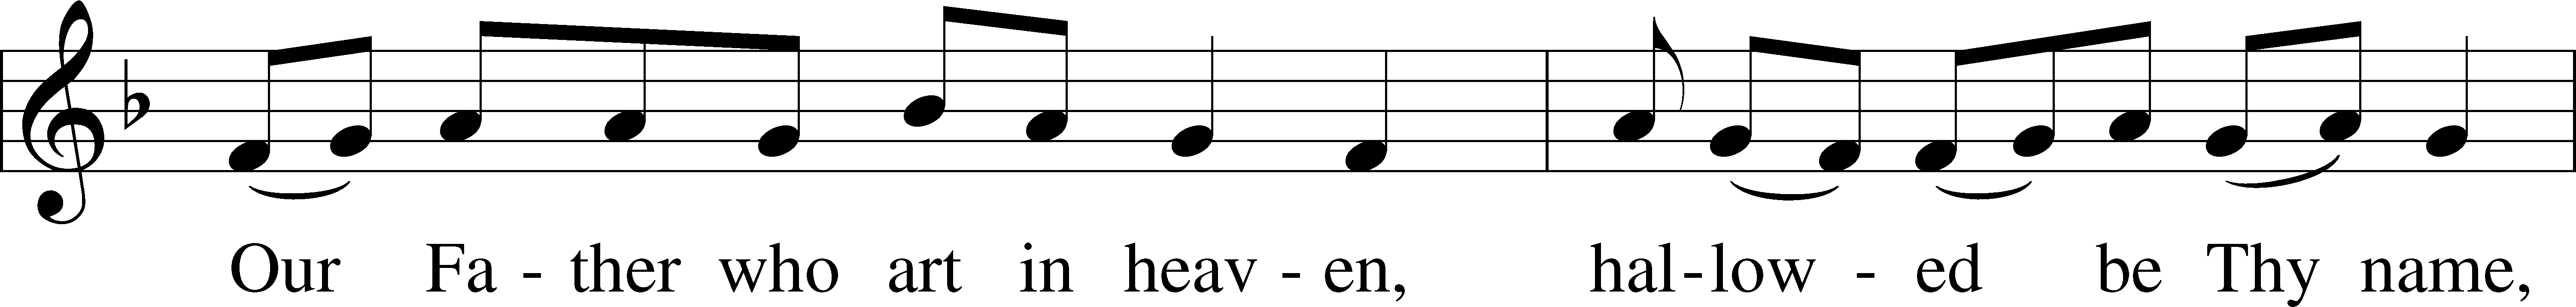 Our Fa - ther who art in heav - en, hal - low - ed be Thy name,